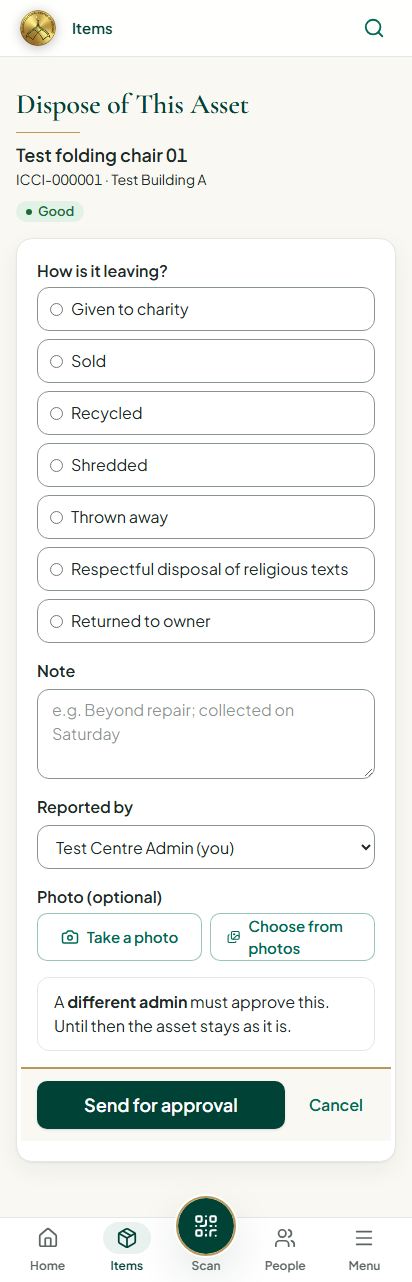 Items
Dispose of This Asset
Test folding chair 01
ICCI-000001 · Test Building A
Good
How is it leaving?
Given to charity
Sold
Recycled
Shredded
Thrown away
Respectful disposal of religious texts
Returned to owner
Note
e.g. Beyond repair; collected on
Saturday
Reported by
Test Centre Admin (you)
Photo (optional)
Take a photo
Choose from
photos
A different admin must approve this.
Until then the asset stays as it is.
Send for approval
Cancel
Home
Items
Scan
People
Menu